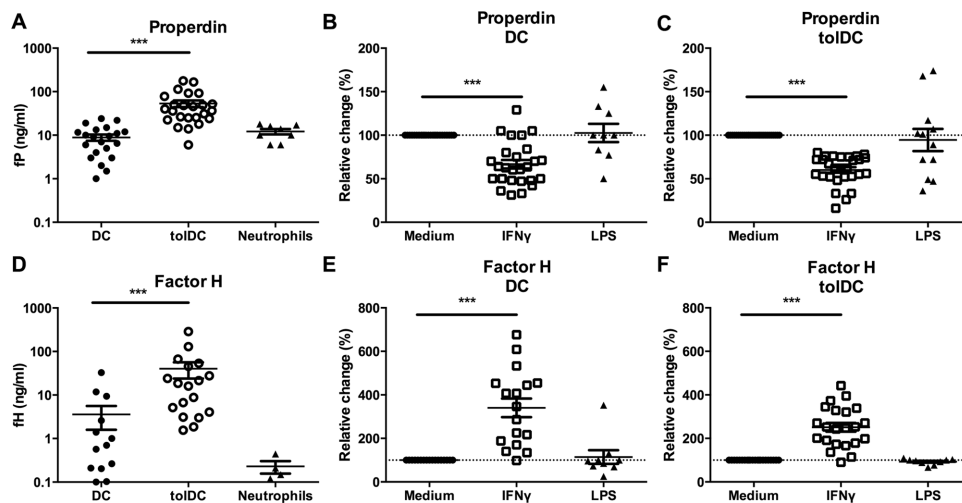 A
Properdin
***
fP (ng/ml)
1000
100
10
1
0.1
DC tolDC Neutrophils
B
Properdin
DC
***
Relative change (%)
200
150
100
50
0
Medium IFNγ LPS
C
Properdin
tolDC
***
Relative change (%)
200
150
100
50
0
Medium IFNγ LPS
D
Factor H
***
fH (ng/ml)
1000
100
10
1
0.1
DC tolDC Neutrophils
E
Factor H
DC
***
Relative change (%)
800
600
400
200
0
Medium IFNγ LPS
F
Factor H
tolDC
***
Relative change (%)
800
600
400
200
0
Medium IFNγ LPS